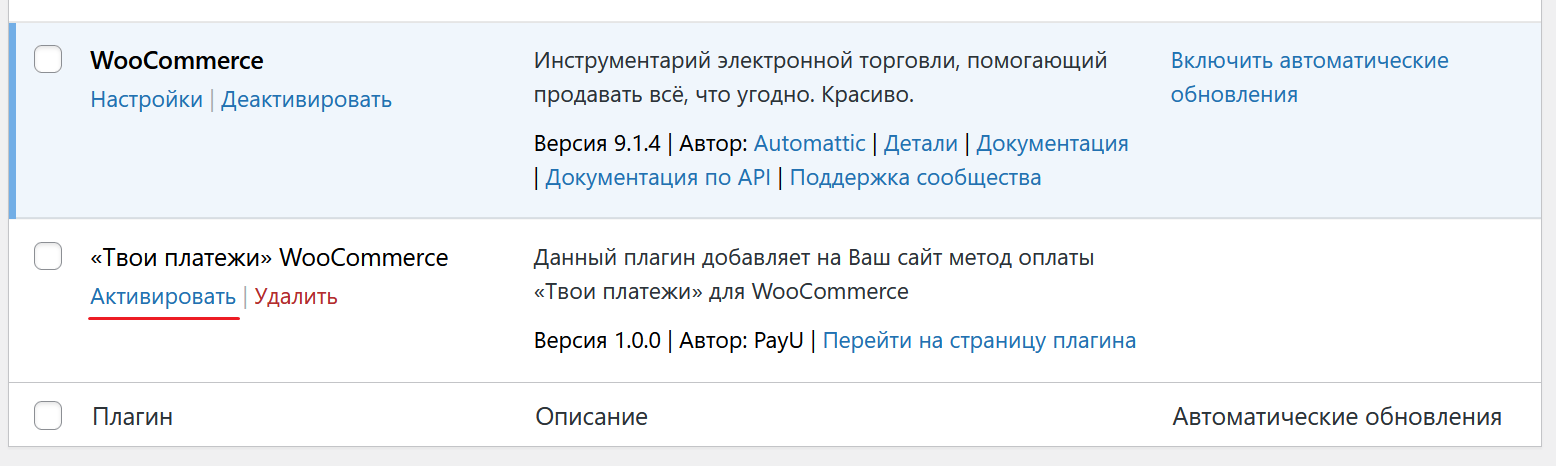 WooCommerce
Настройки | Деактивировать
Инструментарий электронной торговли, помогающий
продавать всё, что угодно. Красиво.
Версия 9.1.4 | Автор: Automattic | Детали | Документация
| Документация по API | Поддержка сообщества
Включить автоматические
обновления
«Твои платежи» WooCommerce
Активировать | Удалить
Данный плагин добавляет на Ваш сайт метод оплаты
«Твои платежи» для WooCommerce
Версия 1.0.0 | Автор: PayU | Перейти на страницу плагина
Плагин
Описание
Автоматические обновления